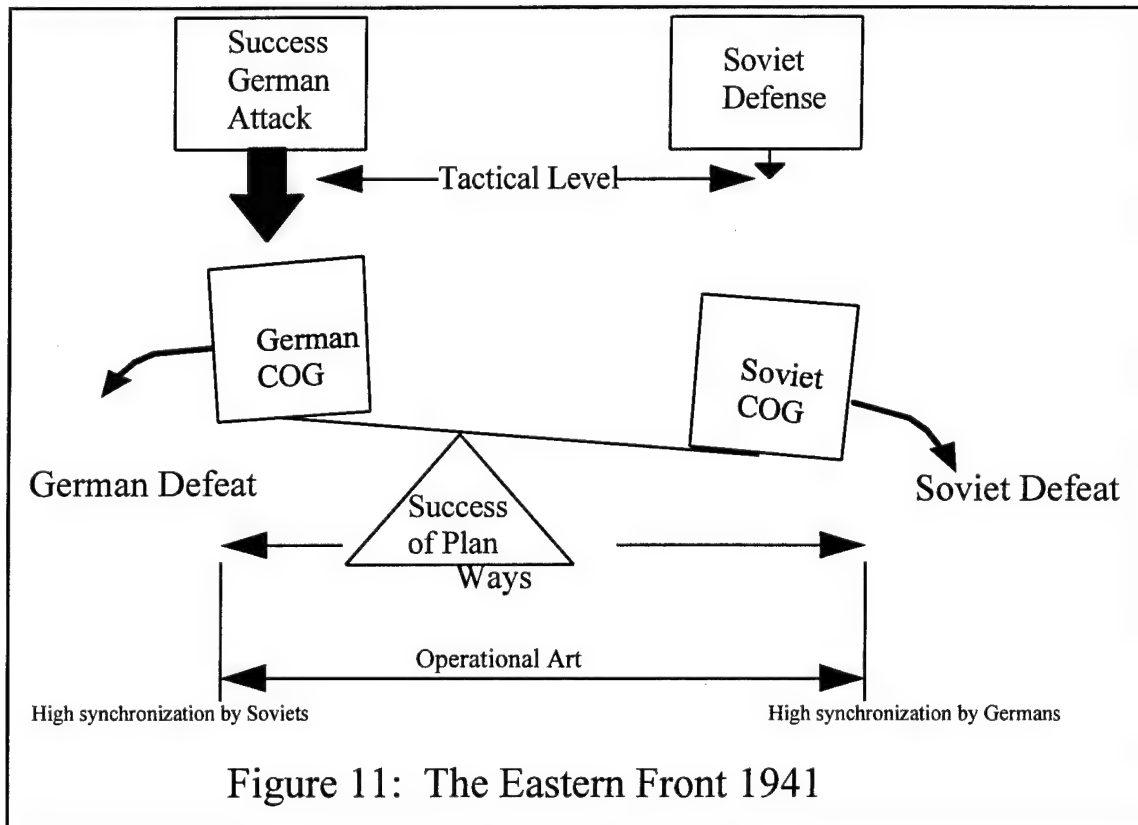 Success
German
Attack
Soviet
Defense
Tactical Level
German
COG
Soviet
COG
German Defeat
Soviet Defeat
Success
of Plan
Ways
Operational Art
High synchronization by Soviets
High synchronization by Germans
Figure 11: The Eastern Front 1941